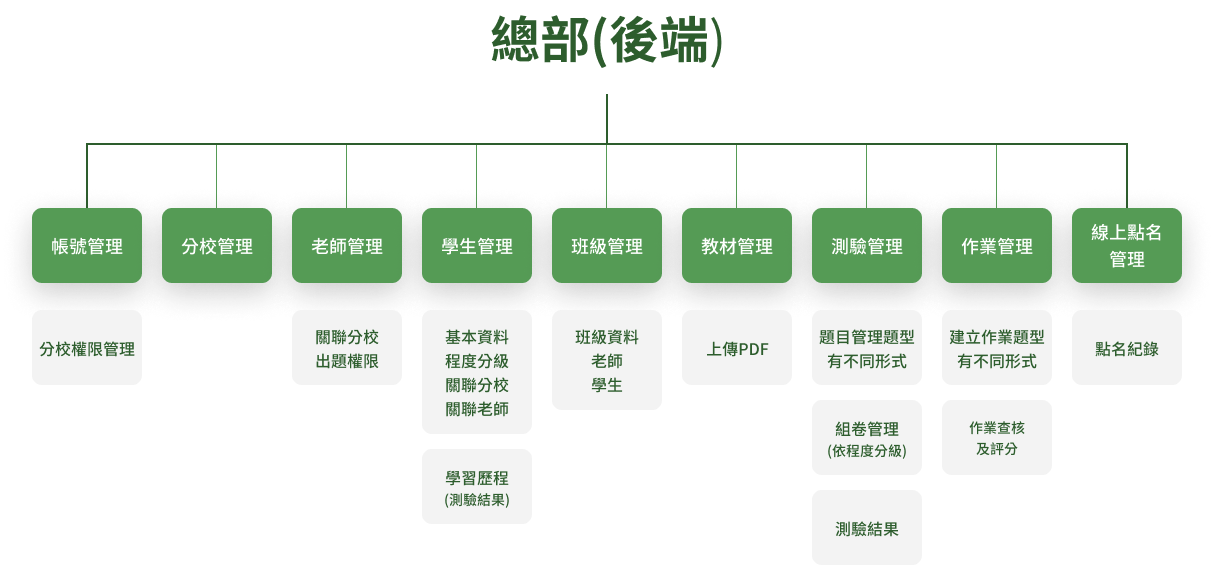 總部(後端)
帳號管理
分校管理
老師管理
學生管理
班級管理
教材管理
測驗管理
作業管理
線上點名
管理
分校權限管理
關聯分校
出題權限
基本資料
程度分級
關聯分校
關聯老師
學習歷程
(測驗結果)
班級資料
老師
學生
上傳PDF
題目管理題型
有不同形式
組卷管理
(依程度分級)
測驗結果
建立作業題型
有不同形式
作業查核
及評分
點名紀錄